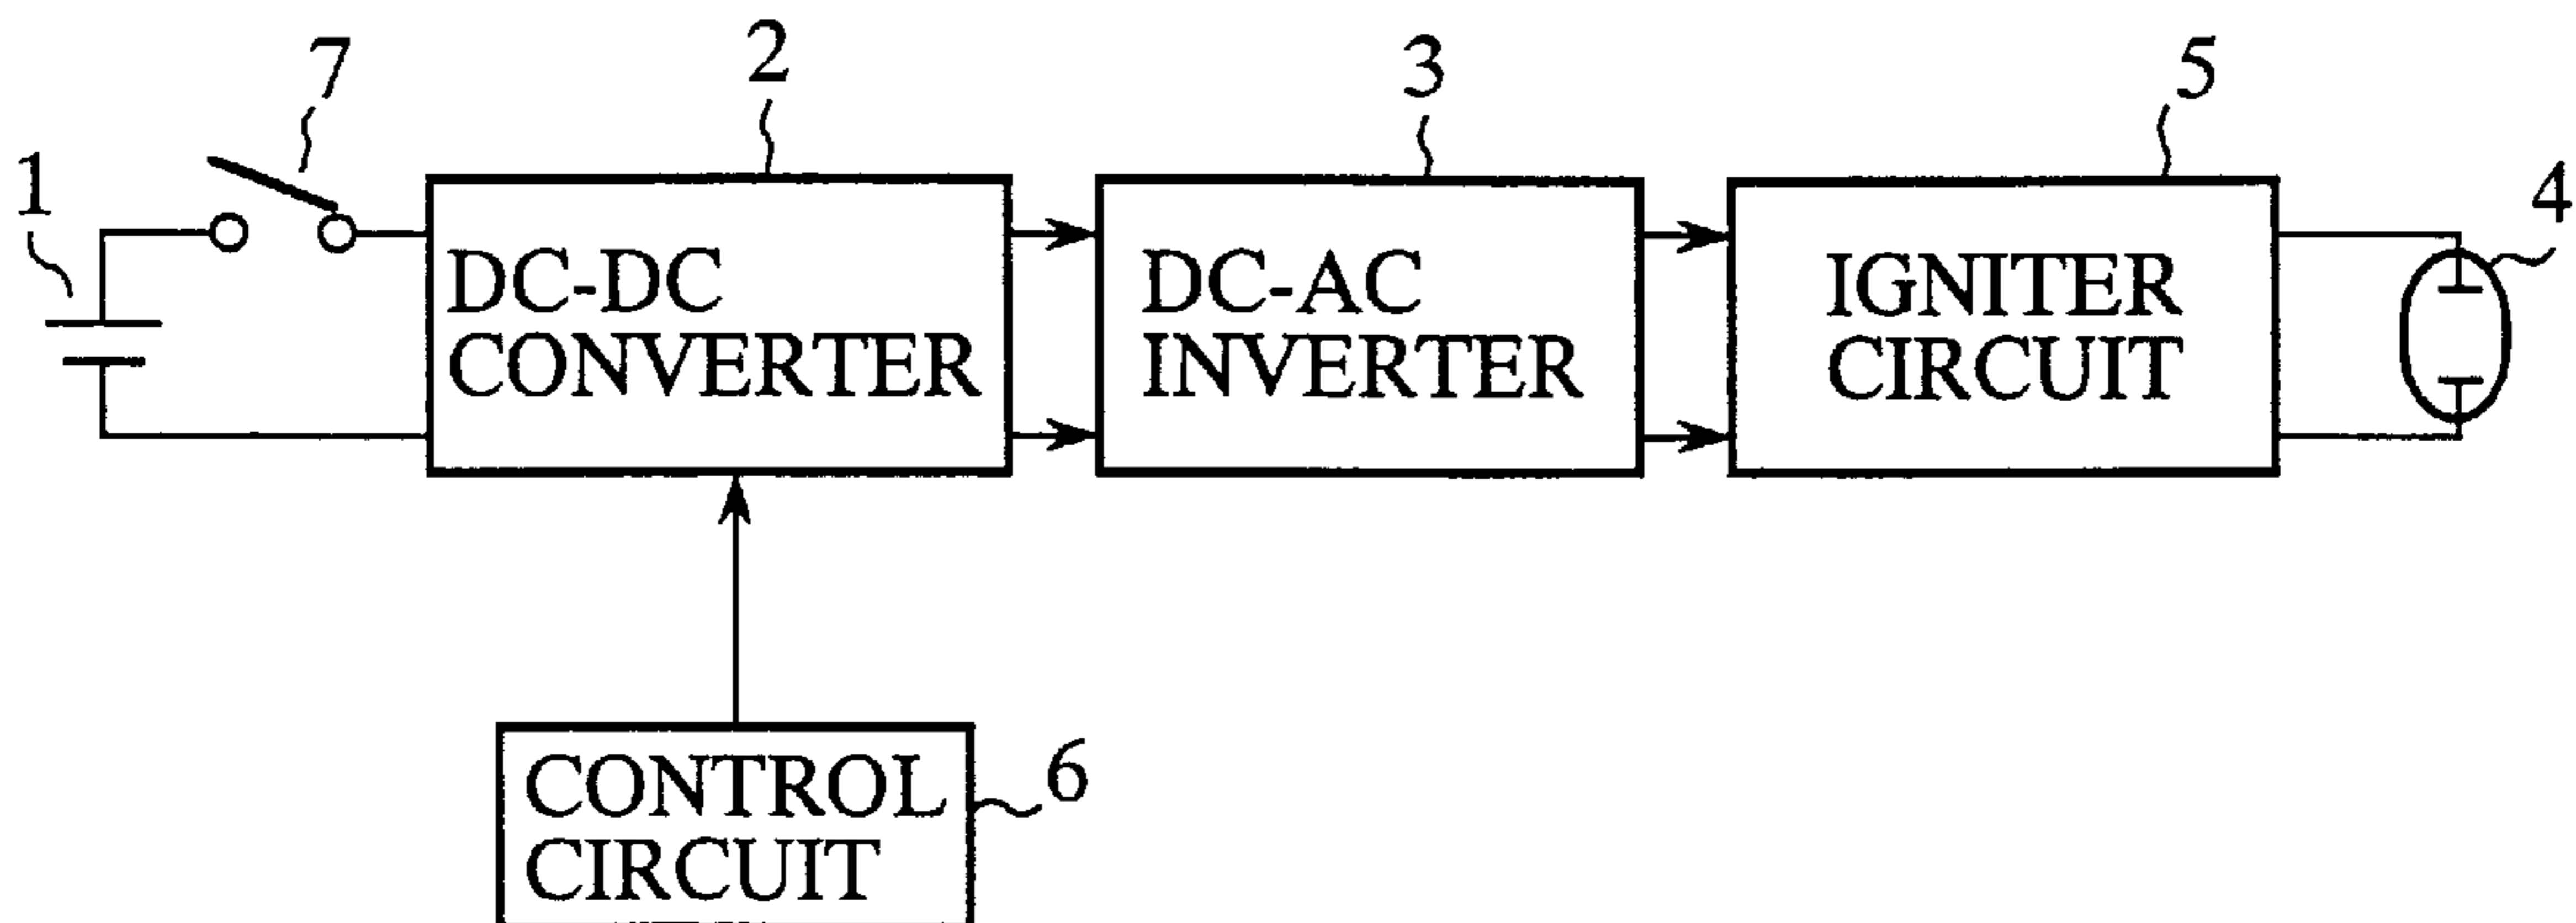 7
2
3
5
1
4
DC-DC
CONVERTER
DC-AC
INVERTER
IGNITER
CIRCUIT
6
CONTROL
CIRCUIT